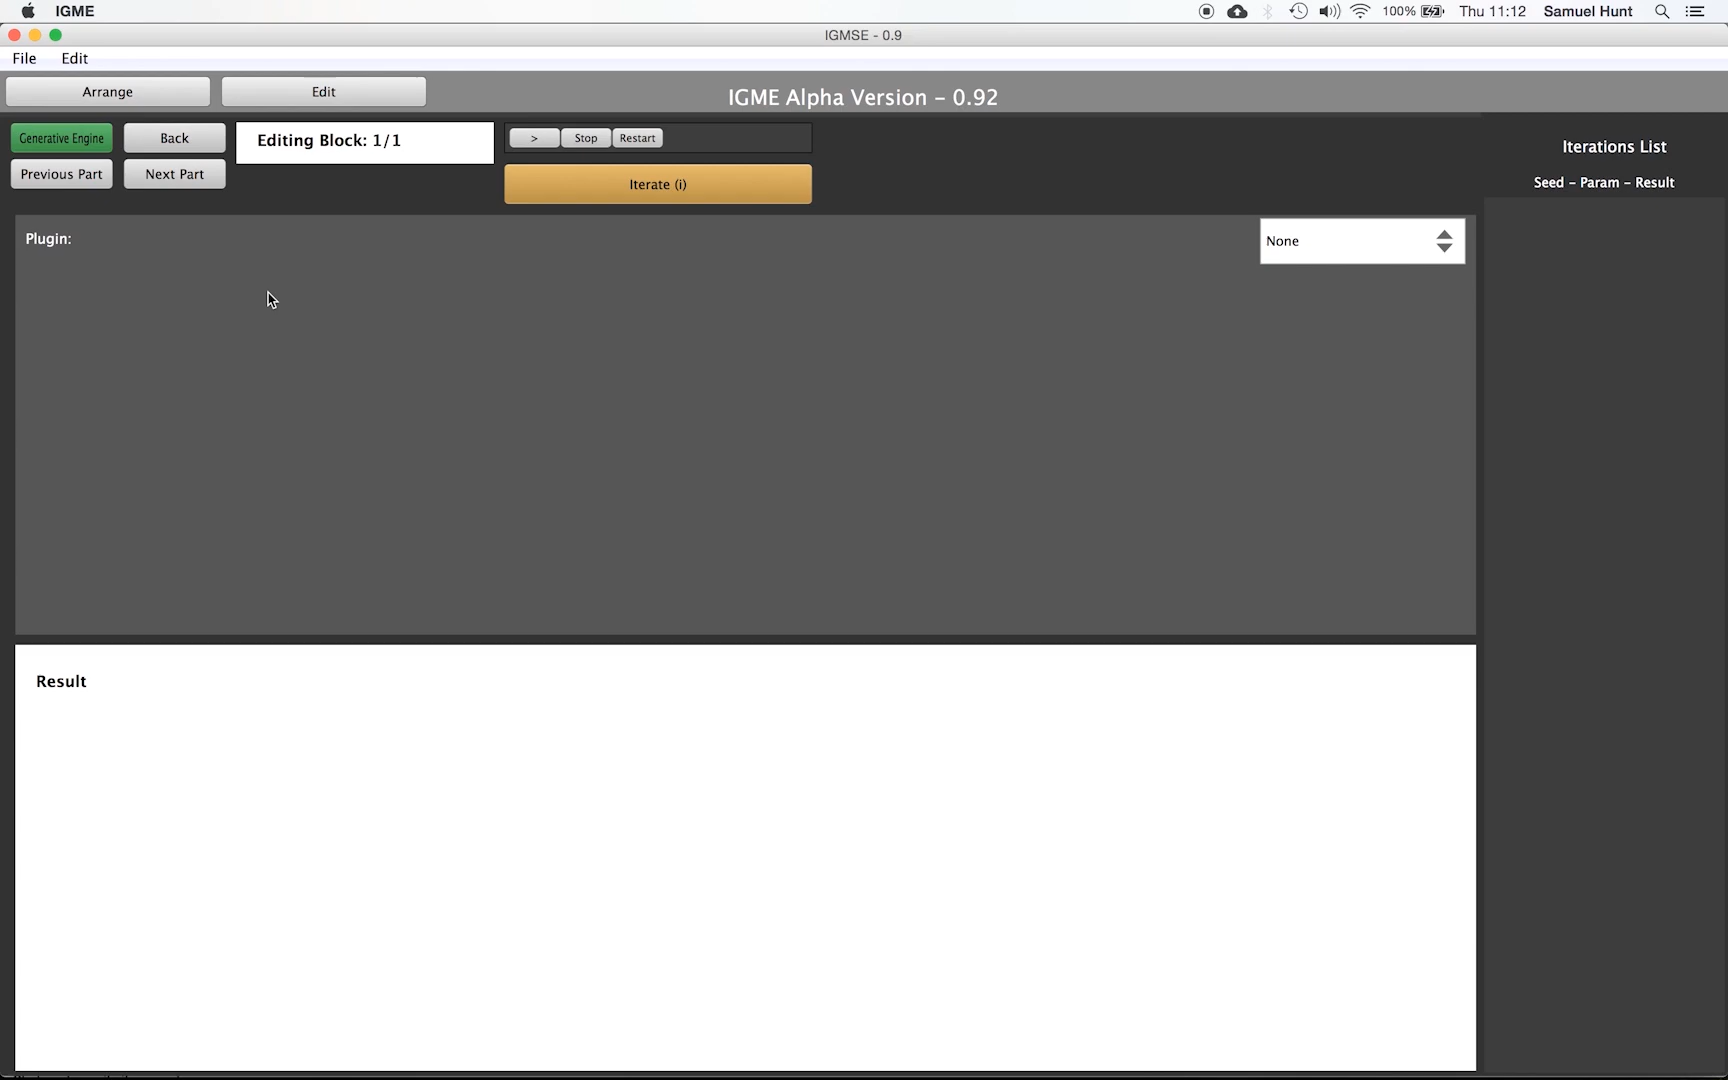 IGME
100%
Thu 11:12
Samuel Hunt
IGMSE - 0.9
File
Edit
Arrange
Edit
IGME Alpha Version - 0.92
Generative Engine
Back
Editing Block: 1/1
>
Stop
Restart
Iterations List
Previous Part
Next Part
Iterate (i)
Seed - Param - Result
Plugin:
None
Result